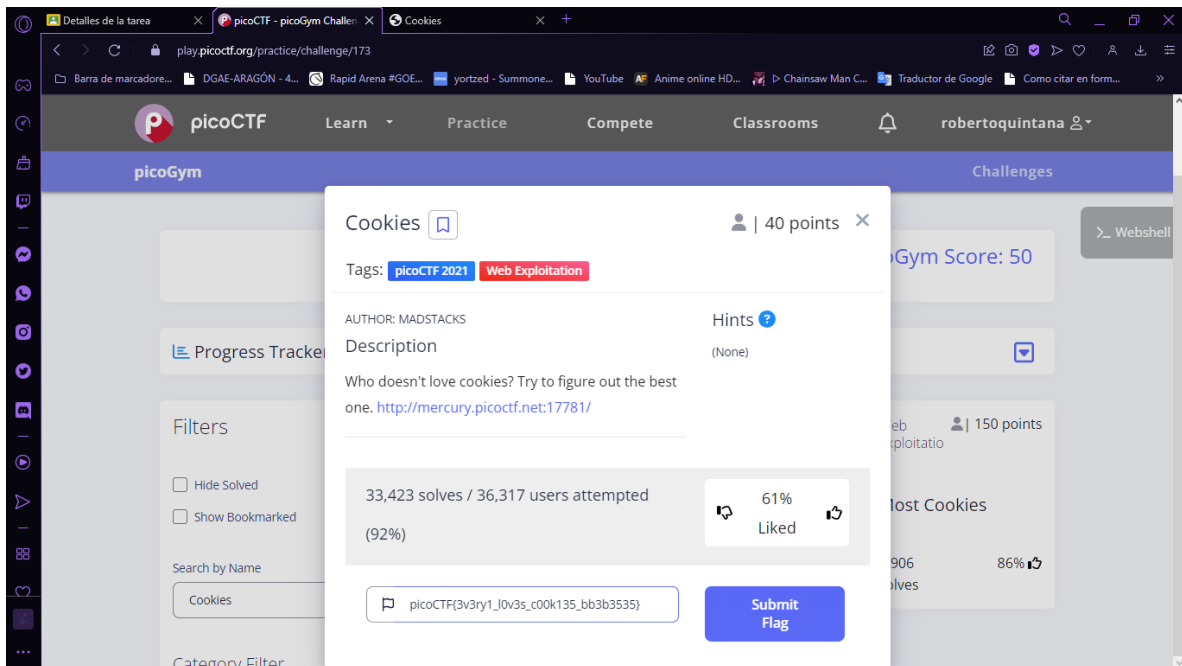 Detalles de la tarea
picoCTF - picoGym Challen
Cookies
play.picoctf.org/practice/challenge/173
Barra de marcadore...
DGAE-ARAGÓN - 4...
Rapid Arena #GOE...
yortzed - Summone...
YouTube
AF Anime online HD...
▷ Chainsaw Man C...
Traductor de Google
Como citar en form...
»
picoCTF
Learn
Practice
Compete
Classrooms
robertoquintana
picoGym
Challenges
>_ Webshell
Gym Score: 50
Progress Tracke
Cookies
| 40 points
Tags: picoCTF 2021 Web Exploitation
AUTHOR: MADSTACKS
Description
Who doesn't love cookies? Try to figure out the best
one. http://mercury.picoctf.net:17781/
Hints ?
(None)
33,423 solves / 36,317 users attempted
(92%)
61%
Liked
picoCTF{3v3ry1_l0v3s_c00k135_bb3b3535}
Submit
Flag
Filters
Hide Solved
Show Bookmarked
Search by Name
Cookies
Category Filter
eb
xploitatio
| 150 points
ost Cookies
906
lves
86%